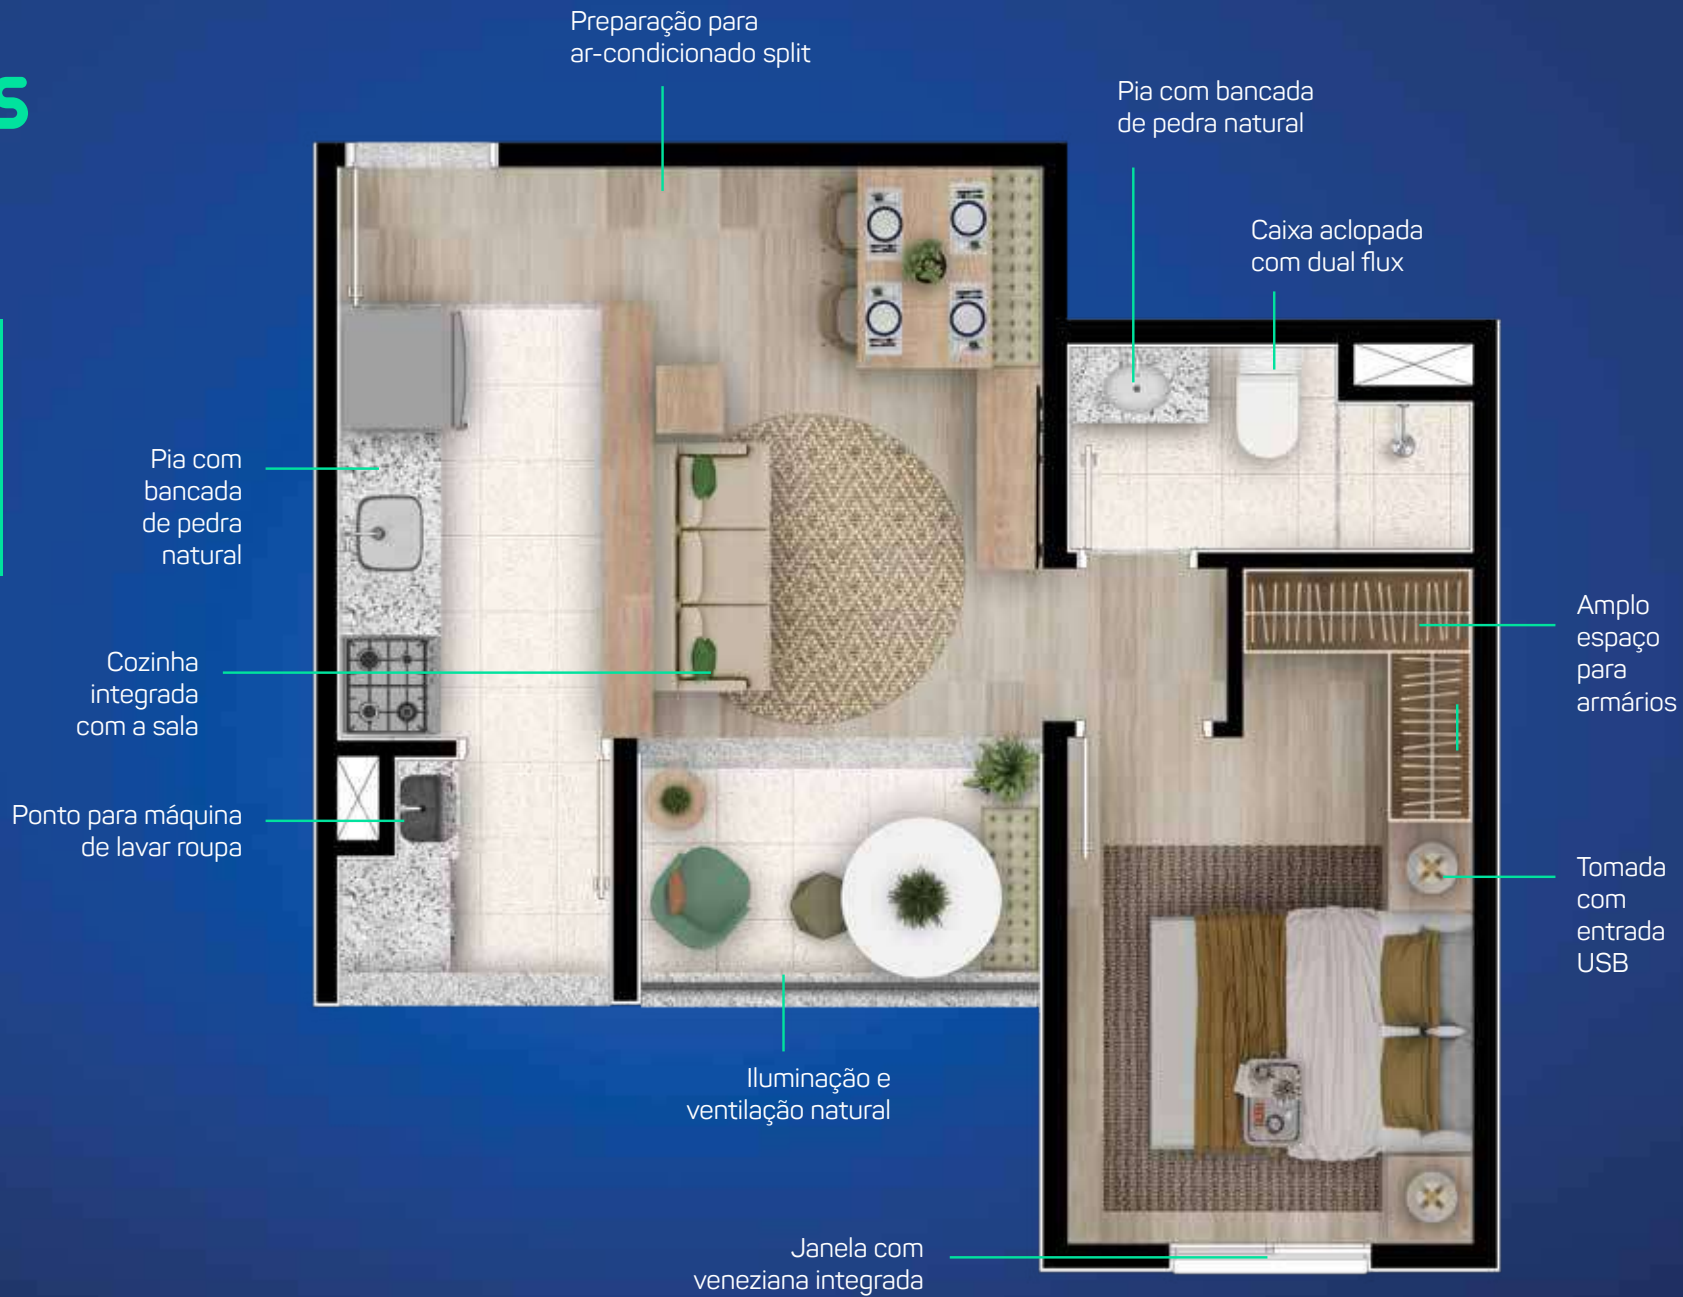 s
Preparação para
ar-condicionado split
Pia com bancada
de pedra natural
Caixa aclopada
com dual flux
Pia com
bancada
de pedra
natural
Cozinha
integrada
com a sala
Ponto para máquina
de lavar roupa
Amplo
espaço
para
armários
Tomada
com
entrada
USB
Iluminação e
ventilação natural
Janela com
veneziana integrada